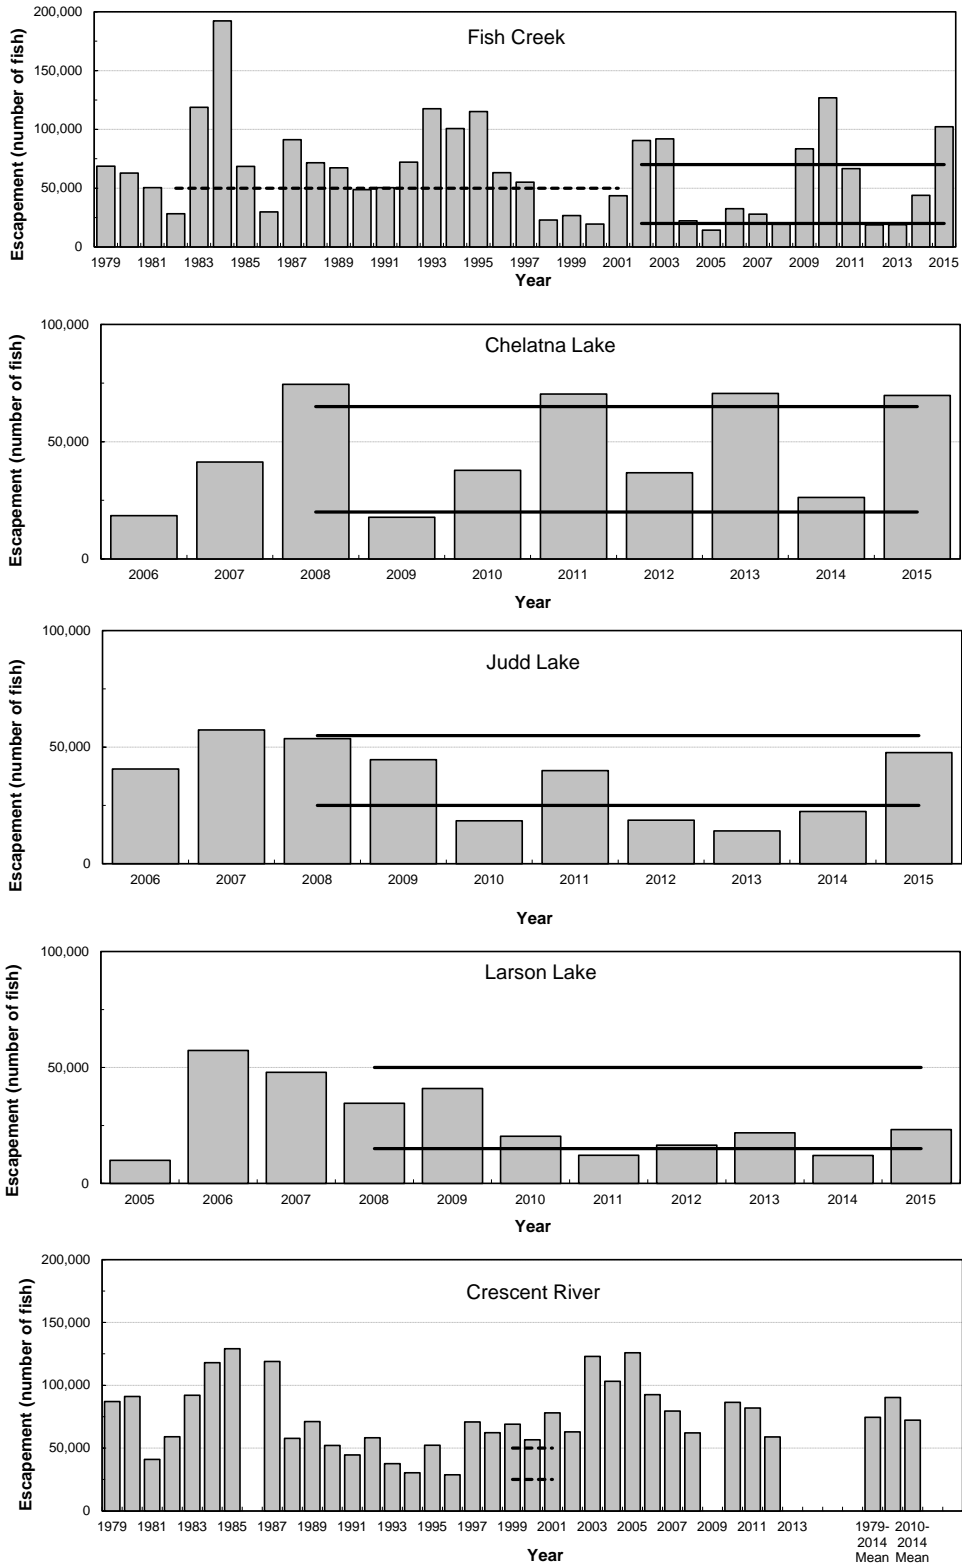 Fish Creek
Escapement (number of fish)
200,000
150,000
100,000
50,000
0
1979 1981 1983 1985 1987 1989 1991 1993 1995 1997 1999 2001 2003 2005 2007 2009 2011 2013 2015
Year
Chelatna Lake
Escapement (number of fish)
100,000
50,000
0
2006 2007 2008 2009 2010 2011 2012 2013 2014 2015
Year
Judd Lake
Escapement (number of fish)
100,000
50,000
0
2006 2007 2008 2009 2010 2011 2012 2013 2014 2015
Year
Larson Lake
Escapement (number of fish)
100,000
50,000
0
2005 2006 2007 2008 2009 2010 2011 2012 2013 2014 2015
Year
Crescent River
Escapement (number of fish)
200,000
150,000
100,000
50,000
0
1979 1981 1983 1985 1987 1989 1991 1993 1995 1997 1999 2001 2003 2005 2007 2009 2011 2013 1979- 2010-
2014 2014
Mean Mean
Year